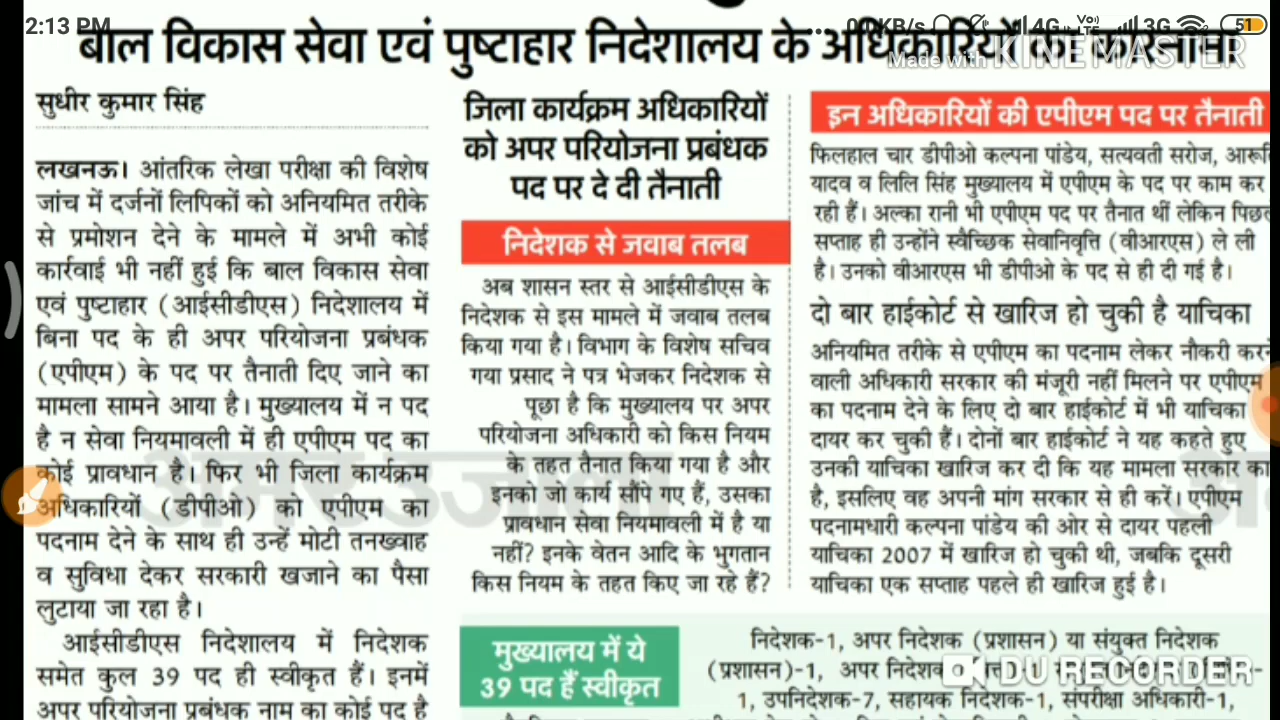 2:13 PM
4G
3G
51
Made with KINEMASTER
बाल विकास सेवा एवं पुष्टाहार निदेशालय के अधिकारियों का कारनामा
सुधीर कुमार सिंह
लखनऊ। आंतरिक लेखा परीक्षा की विशेष
जांच में दर्जनों लिपिकों को अनियमित तरीके
से प्रमोशन देने के मामले में अभी कोई
कार्रवाई भी नहीं हुई कि बाल विकास सेवा
एवं पुष्टाहार (आईसीडीएस) निदेशालय में
बिना पद के ही अपर परियोजना प्रबंधक
(एपीएम) के पद पर तैनाती दिए जाने का
मामला सामने आया है। मुख्यालय में न पद
है न सेवा नियमावली में ही एपीएम पद का
कोई प्रावधान है। फिर भी जिला कार्यक्रम
अधिकारियों (डीपीओ) को एपीएम का
पदनाम देने के साथ ही उन्हें मोटी तनख्वाह
व सुविधा देकर सरकारी खजाने का पैसा
लुटाया जा रहा है।
आईसीडीएस निदेशालय में निदेशक
समेत कुल 39 पद ही स्वीकृत हैं। इनमें
अपर परियोजना प्रबंधक नाम का कोई पद है
जिला कार्यक्रम अधिकारियों
को अपर परियोजना प्रबंधक
पद पर दे दी तैनाती
निदेशक से जवाब तलब
अब शासन स्तर से आईसीडीएस के
निदेशक से इस मामले में जवाब तलब
किया गया है। विभाग के विशेष सचिव
गया प्रसाद ने पत्र भेजकर निदेशक से
पूछा है कि मुख्यालय पर अपर
परियोजना अधिकारी को किस नियम
के तहत तैनात किया गया है और
इनको जो कार्य सौंपे गए हैं, उसका
प्रावधान सेवा नियमावली में है या
नहीं? इनके वेतन आदि के भुगतान
किस नियम के तहत किए जा रहे हैं?
इन अधिकारियों की एपीएम पद पर तैनाती
फिलहाल चार डीपीओ कल्पना पांडेय, सत्यवती सरोज,
यादव व लिलि सिंह मुख्यालय में एपीएम के पद पर काम कर
रही हैं। अल्का रानी भी एपीएम पद पर तैनात थीं लेकिन
सप्ताह ही उन्होंने स्वैच्छिक सेवानिवृत्ति (वीआरएस) ले ली
है। उनको वीआरएस भी डीपीओ के पद से ही दी गई है।
दो बार हाईकोर्ट से खारिज हो चुकी है याचिका
अनियमित तरीके से एपीएम का पदनाम लेकर नौकरी करने
वाली अधिकारी सरकार की मंजूरी नहीं मिलने पर एपीएम
का पदनाम देने के लिए दो बार हाईकोर्ट में भी याचिका
दायर कर चुकी हैं। दोनों बार हाईकोर्ट ने यह कहते हुए
उनकी याचिका खारिज कर दी कि यह मामला सरकार का
है, इसलिए वह अपनी मांग सरकार से ही करें। एपीएम
पदनामधारी कल्पना पांडेय की ओर से दायर पहली
याचिका 2007 में खारिज हो चुकी थी, जबकि दूसरी
याचिका एक सप्ताह पहले ही खारिज हुई है।
अमर उजाला
मुख्यालय में ये
39 पद हैं स्वीकृत
निदेशक-1, अपर निदेशक (प्रशासन) या संयुक्त निदेशक
(प्रशासन)-1, अपर निदेशक
1, उपनिदेशक-7, सहायक निदेशक-1, संपरीक्षा अधिकारी-1,
DU RECORDER